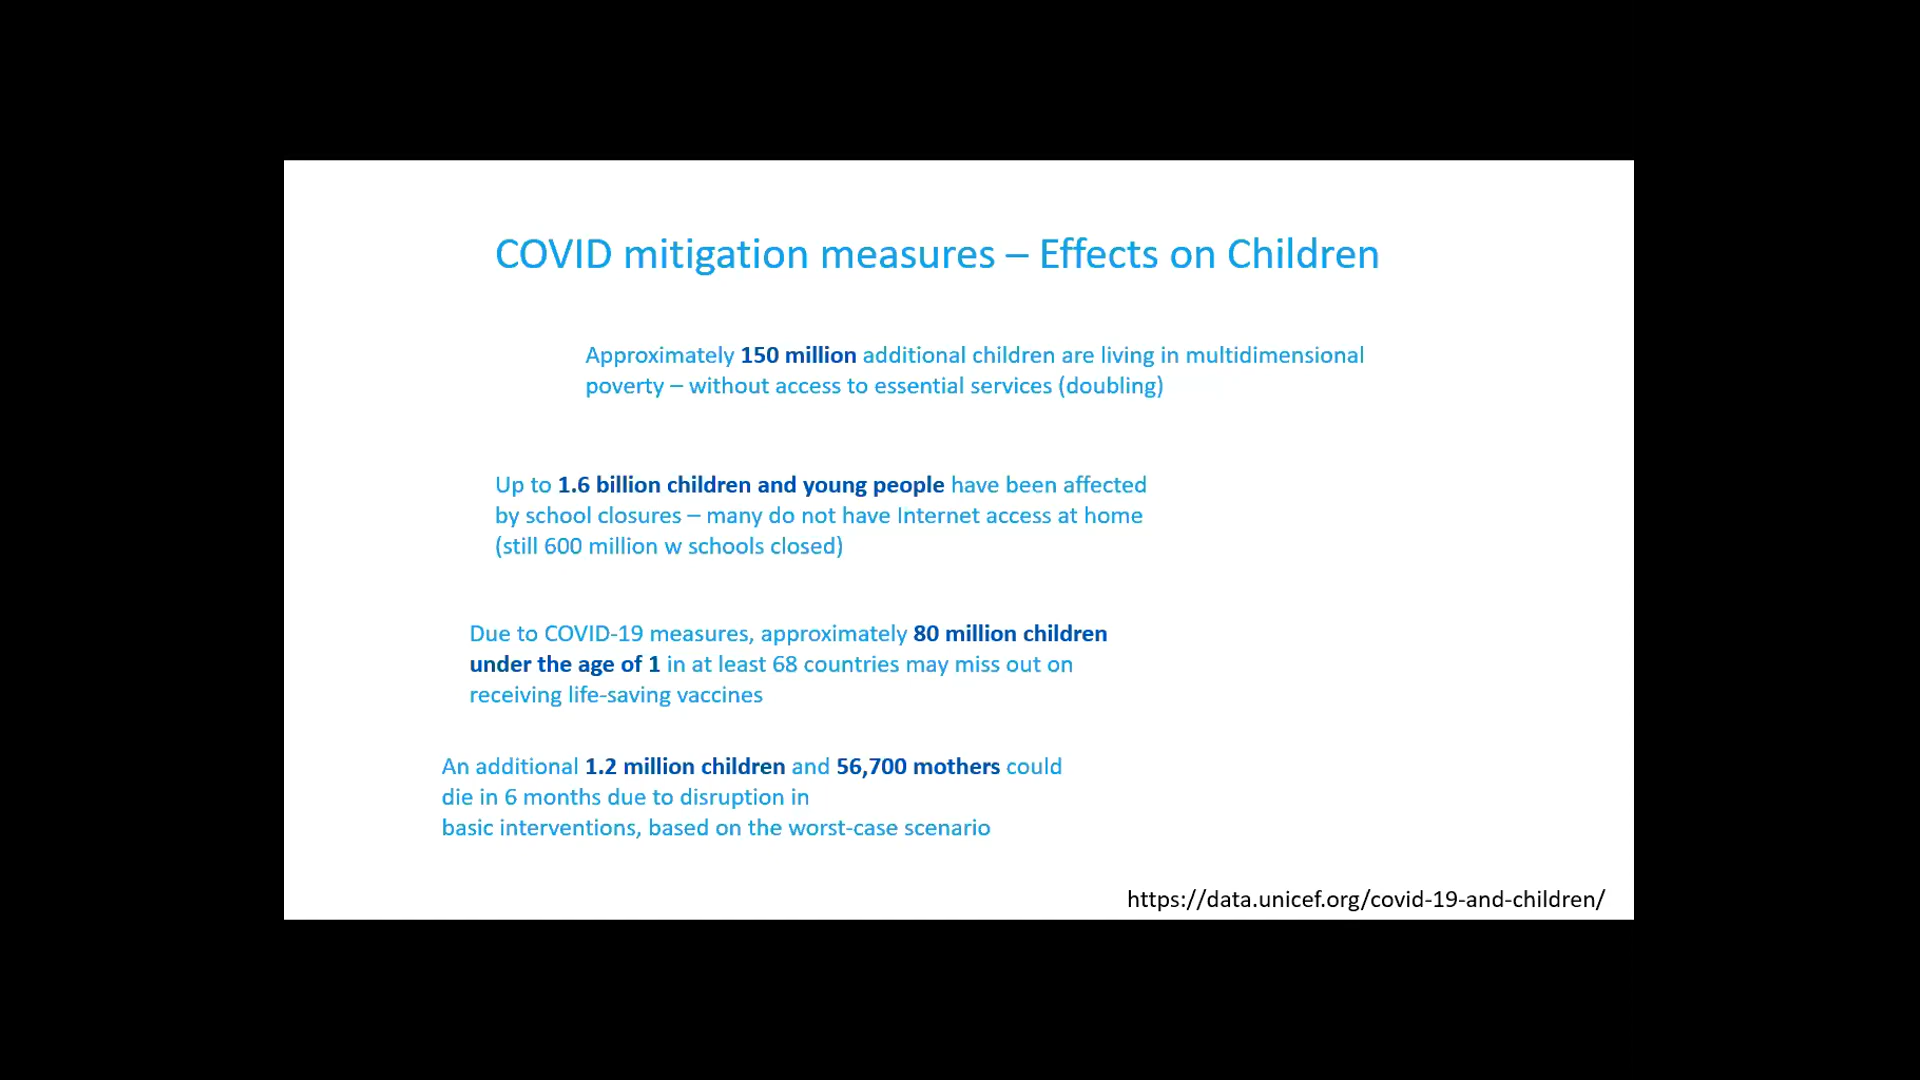 COVID mitigation measures – Effects on Children
Approximately 150 million additional children are living in multidimensional
poverty – without access to essential services (doubling)
Up to 1.6 billion children and young people have been affected
by school closures – many do not have Internet access at home
(still 600 million w schools closed)
Due to COVID-19 measures, approximately 80 million children
under the age of 1 in at least 68 countries may miss out on
receiving life-saving vaccines
An additional 1.2 million children and 56,700 mothers could
die in 6 months due to disruption in
basic interventions, based on the worst-case scenario
https://data.unicef.org/covid-19-and-children/